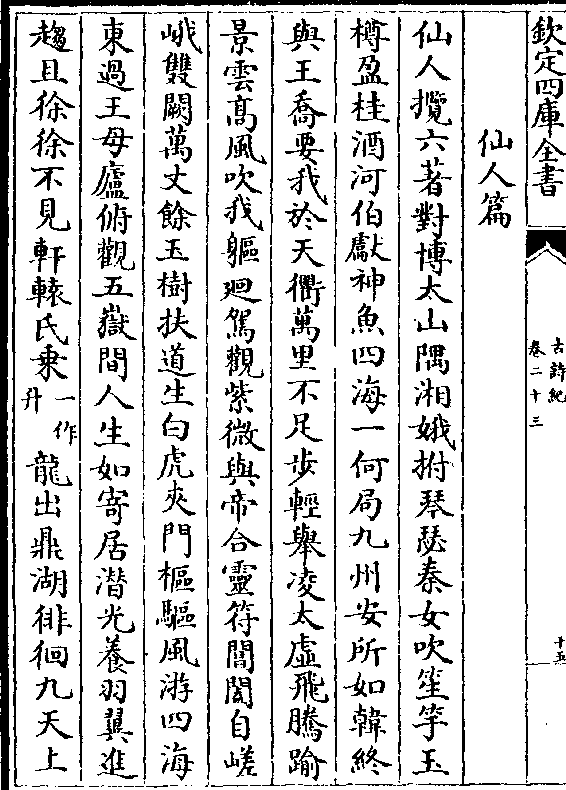 欽定四庫全書
古詩紀
卷二十三
十五
仙人篇
仙人攬六著對博太山隅湘娥拊琴瑟秦女吹笙竽玉
樽盈桂酒河伯獻神魚四海一何局九州安所如韓終
與王喬要我於天衢萬里不足步輕舉凌太虛飛騰踰
景雲髙風吹我軀迴駕觀紫微與帝合靈符閶闔自嵯
峨雙闕萬丈餘玉樹扶道生白虎夾門樞驅風游四海
東過王母廬俯觀五嶽間人生如寄居潛光養羽翼進
趨且徐徐不見軒轅氏乗一作升龍出鼎湖徘徊九天上